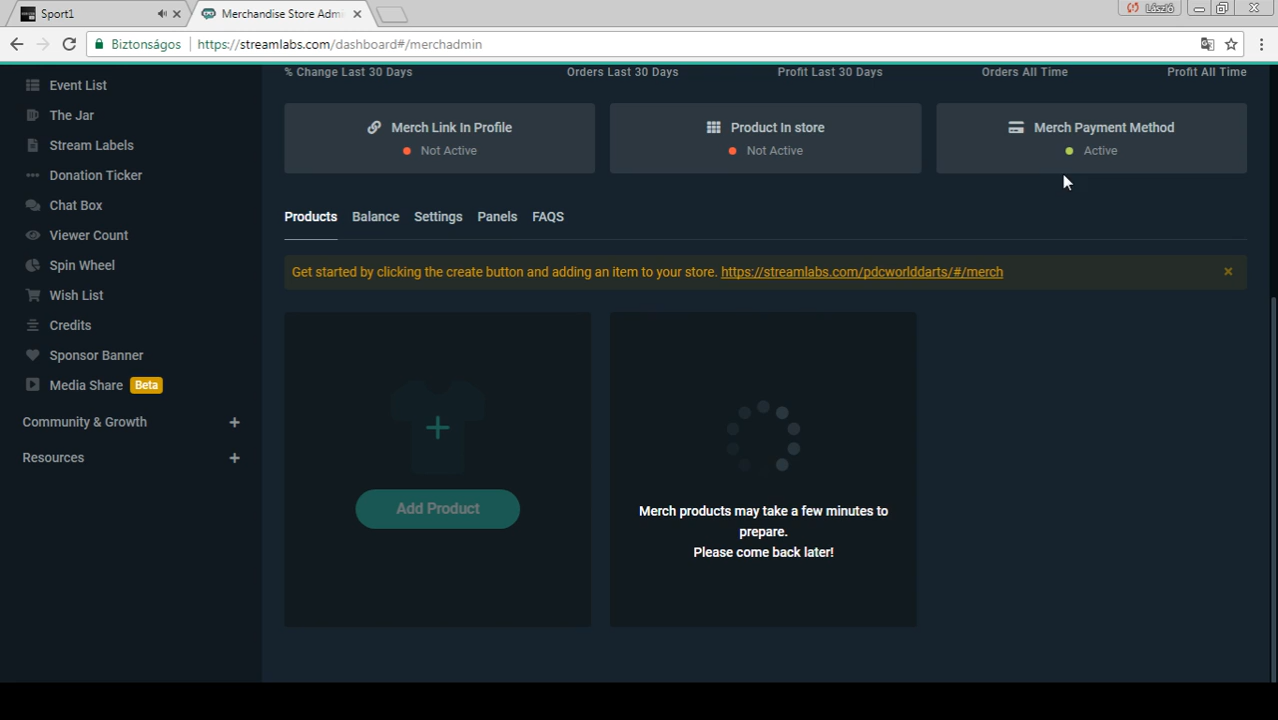 Sport1
Merchandise Store Adm
László
Biztonságos
https://streamlabs.com/dashboard#/merchadmin
Event List
The Jar
Stream Labels
Donation Ticker
Chat Box
Viewer Count
Spin Wheel
Wish List
Credits
Sponsor Banner
Media Share Beta
Community & Growth +
Resources +
% Change Last 30 Days
Orders Last 30 Days
Profit Last 30 Days
Orders All Time
Profit All Time
Merch Link In Profile
Not Active
Product In store
Not Active
Merch Payment Method
Active
Products Balance Settings Panels FAQS
Get started by clicking the create button and adding an item to your store. https://streamlabs.com/pdcworlddarts/#/merch
Add Product
Merch products may take a few minutes to
prepare.
Please come back later!